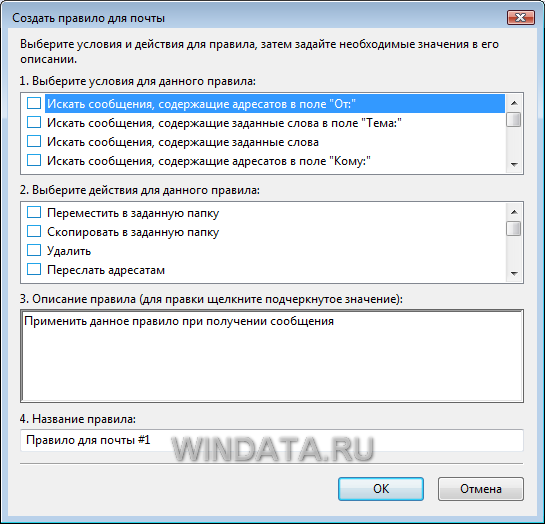 Создать правило для почты
Выберите условия и действия для правила, затем задайте необходимые значения в его
описании.
1. Выберите условия для данного правила:
Искать сообщения, содержащие адресатов в поле "От:"
Искать сообщения, содержащие заданные слова в поле "Тема:"
Искать сообщения, содержащие заданные слова
Искать сообщения, содержащие адресатов в поле "Кому:"
2. Выберите действия для данного правила:
Переместить в заданную папку
Скопировать в заданную папку
Удалить
Переслать адресатам
3. Описание правила (для правки щелкните подчеркнутое значение):
Применить данное правило при получении сообщения
4. Название правила:
Правило для почты #1
WINDATA.RU
OK
Отмена